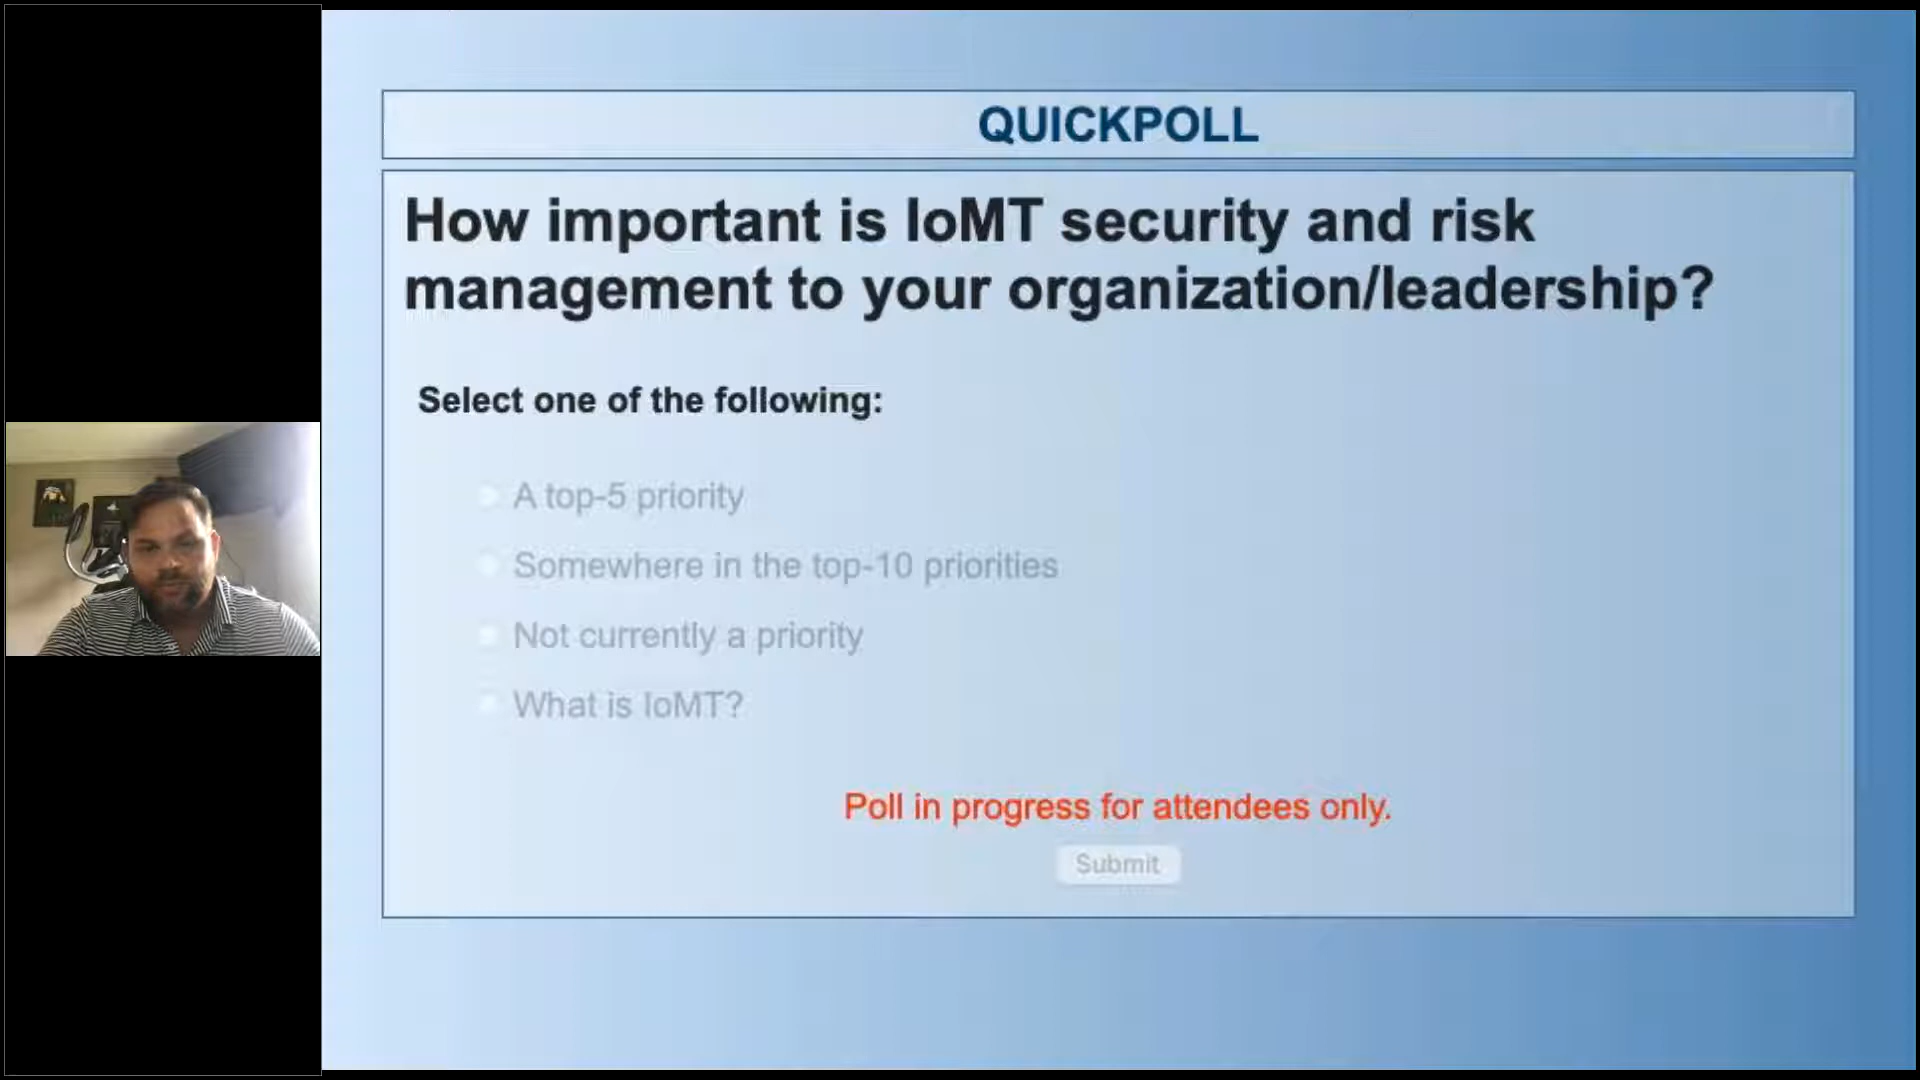 QUICKPOLL
How important is IoMT security and risk
management to your organization/leadership?
Select one of the following:
A top-5 priority
Somewhere in the top-10 priorities
Not currently a priority
What is IoMT?
Poll in progress for attendees only.
Submit